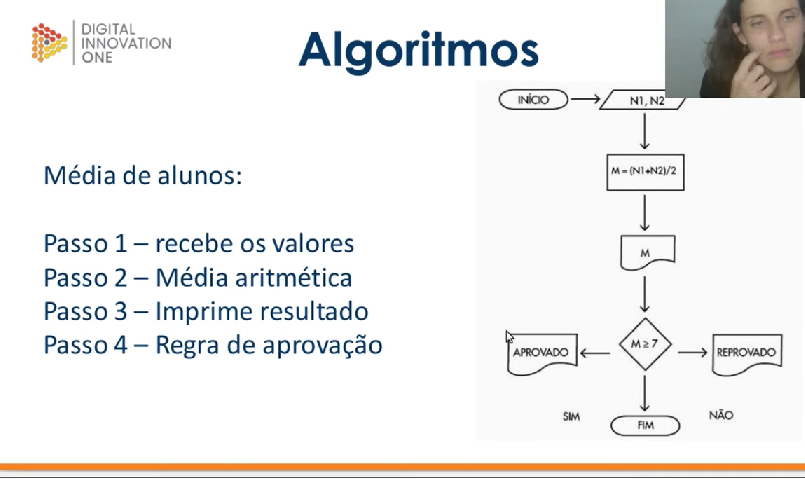 DIGITAL
INNOVATION
ONE
Algoritmos
Média de alunos:
Passo 1 – recebe os valores
Passo 2 – Média aritmética
Passo 3 – Imprime resultado
Passo 4 – Regra de aprovação
INÍCIO
N1, N2
M = (N1+N2)/2
M
M ≥ 7
APROVADO
REPROVADO
SIM
NÃO
FIM